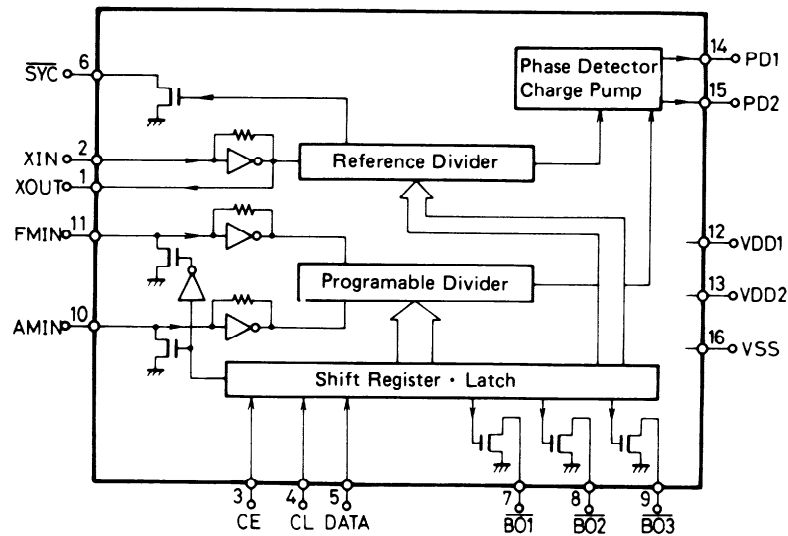 6
SYC
14
PD1
Phase Detector
Charge Pump
15
PD2
2
XIN
Reference Divider
1
XOUT
11
FMIN
12
VDD1
Programable Divider
13
VDD2
10
AMIN
16
VSS
Shift Register · Latch
3
4
5
7
8
9
CE
CL
DATA
BO1
BO2
BO3